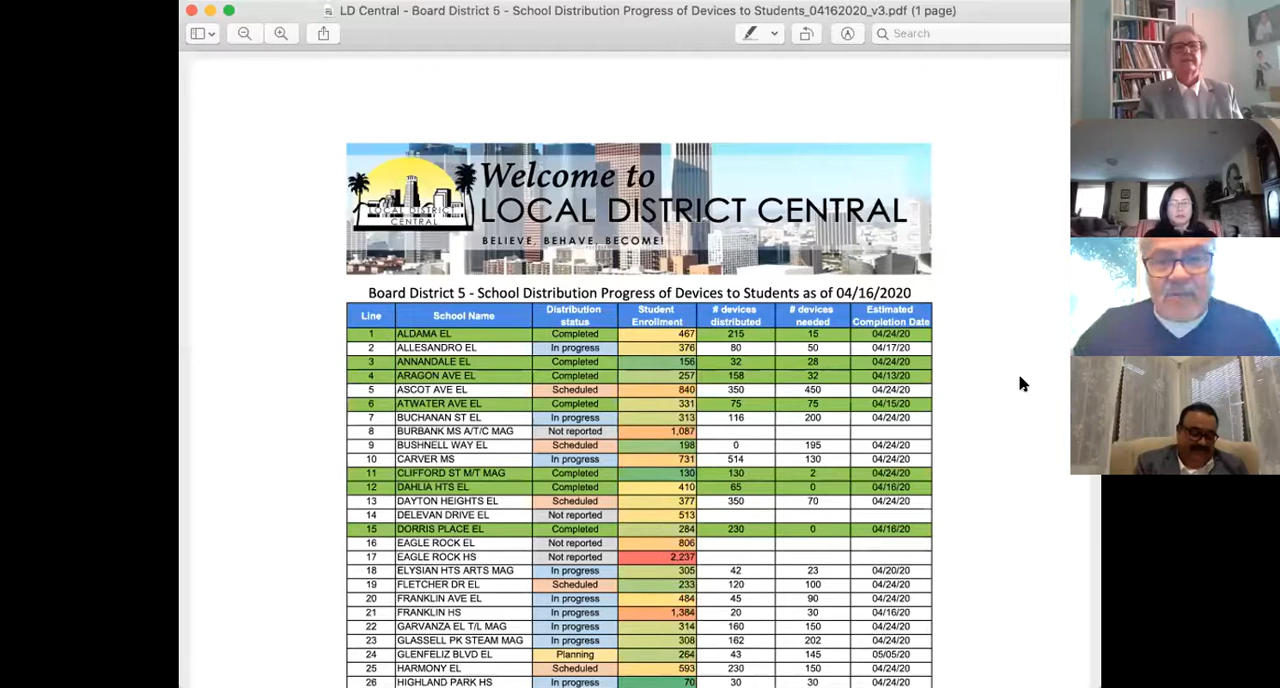 LD Central - Board District 5 - School Distribution Progress of Devices to Students_04162020_v3.pdf (1 page)
Search
Welcome to
LOCAL DISTRICT CENTRAL
BELIEVE, BEHAVE, BECOME!
LOCAL DISTRICT
CENTRAL
Board District 5 - School Distribution Progress of Devices to Students as of 04/16/2020
Line School Name Distribution status Student Enrollment # devices distributed # devices needed Estimated Completion Date
1 ALDAMA EL Completed 467 215 15 04/24/20
2 ALLESANDRO EL In progress 376 80 50 04/17/20
3 ANNANDALE EL Completed 156 32 28 04/24/20
4 ARAGON AVE EL Completed 257 158 32 04/13/20
5 ASCOT AVE EL Scheduled 840 350 450 04/24/20
6 ATWATER AVE EL Completed 331 75 75 04/15/20
7 BUCHANAN ST EL In progress 313 116 200 04/24/20
8 BURBANK MS A/T/C MAG Not reported 1,087
9 BUSHNELL WAY EL Scheduled 198 0 195 04/24/20
10 CARVER MS In progress 731 514 130 04/24/20
11 CLIFFORD ST M/T MAG Completed 130 130 2 04/24/20
12 DAHLIA HTS EL Completed 410 65 0 04/16/20
13 DAYTON HEIGHTS EL Scheduled 377 350 70 04/24/20
14 DELEVAN DRIVE EL Not reported 513
15 DORRIS PLACE EL Completed 284 230 0 04/16/20
16 EAGLE ROCK EL Not reported 806
17 EAGLE ROCK HS Not reported 2,237
18 ELYSIAN HTS ARTS MAG In progress 305 42 23 04/20/20
19 FLETCHER DR EL Scheduled 233 120 100 04/24/20
20 FRANKLIN AVE EL In progress 484 45 90 04/24/20
21 FRANKLIN HS In progress 1,384 20 30 04/16/20
22 GARVANZA EL T/L MAG In progress 314 160 150 04/24/20
23 GLASSELL PK STEAM MAG In progress 308 162 202 04/24/20
24 GLENFELIZ BLVD EL Planning 264 43 145 05/05/20
25 HARMONY EL Scheduled 593 230 150 04/24/20
26 HIGHLAND PARK HS In progress 70 30 30 04/24/20